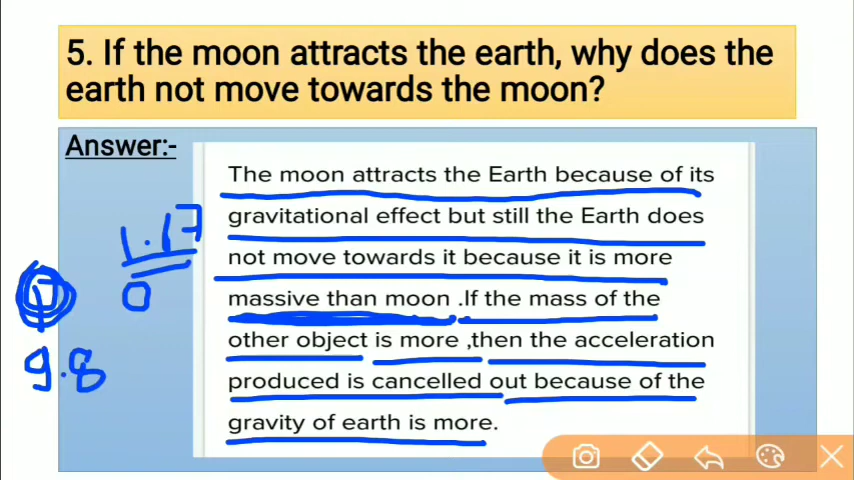 5. If the moon attracts the earth, why does the
earth not move towards the moon?
Answer:-
The moon attracts the Earth because of its
gravitational effect but still the Earth does
not move towards it because it is more
massive than moon .If the mass of the
other object is more ,then the acceleration
produced is cancelled out because of the
gravity of earth is more.
1.17
0
9.8